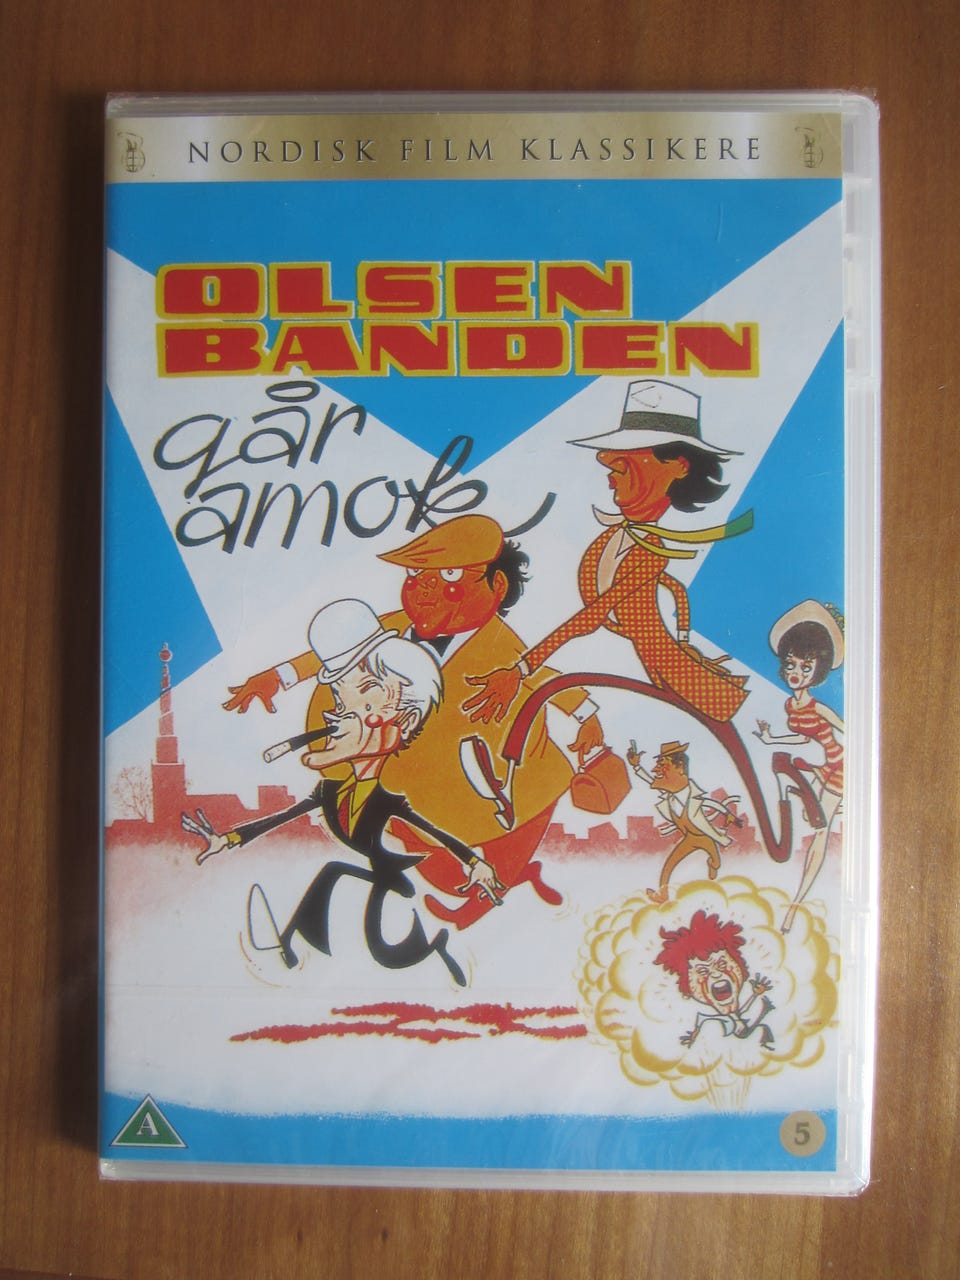 NORDISK FILM KLASSIKERE
OLSEN
BANDEN
går
amok
A
5